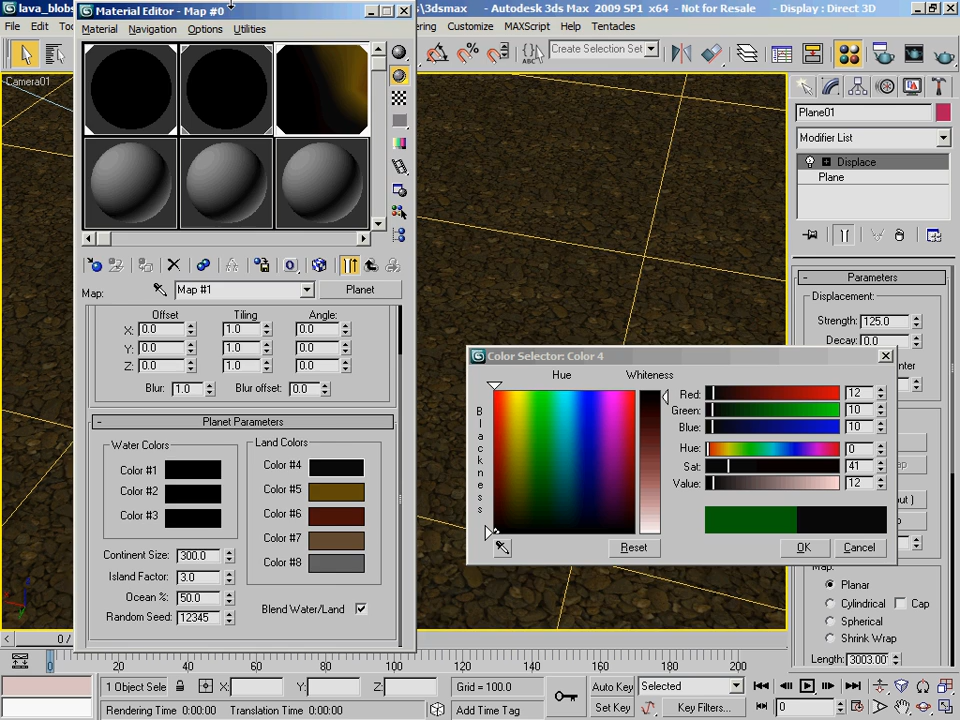 lava_blobs
Material Editor - Map #0
s\3dsmax - Autodesk 3ds Max 2009 SP1 x64 - Not for Resale - Display : Direct 3D
File Edit
Customize MAXScript Help Tentacles
Material Navigation Options Utilities
ABC
Create Selection Set
Camera01
Plane01
Modifier List
Displace
Plane
Map:
Map #1
Planet
Parameters
Displacement:
Strength: 125.0
Decay: 0.0
Offset Tiling Angle:
X: 0.0 1.0 0.0
Y: 0.0 1.0 0.0
Z: 0.0 1.0 0.0
Blur: 1.0 Blur offset: 0.0
Planet Parameters
Water Colors
Color #1
Color #2
Color #3
Land Colors
Color #4
Color #5
Color #6
Color #7
Color #8
Continent Size: 300.0
Island Factor: 3.0
Ocean %: 50.0
Random Seed: 12345
Blend Water/Land
Color Selector: Color 4
Hue Whiteness
Blackness
Red: 12
Green: 10
Blue: 10
Hue: 0
Sat: 41
Value: 12
Reset OK Cancel
Map:
Planar
Cylindrical Cap
Spherical
Shrink Wrap
Length: 3003.00
0 20 40 60 80 100 120 140 160 180 200
1 Object Sele X: Y: Z: Grid = 100.0 Auto Key Selected
Rendering Time 0:00:00 Translation Time 0:00:00 Add Time Tag Set Key Key Filters... 0